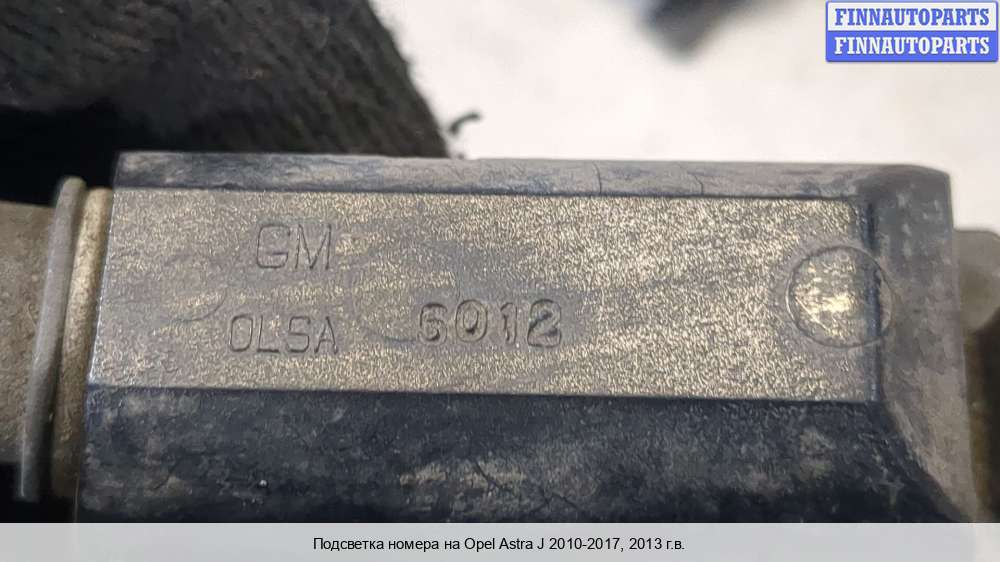 FINNAUTOPARTS
FINNAUTOPARTS
GM
OLSA 6012
Подсветка номера на Opel Astra J 2010-2017, 2013 г.в.